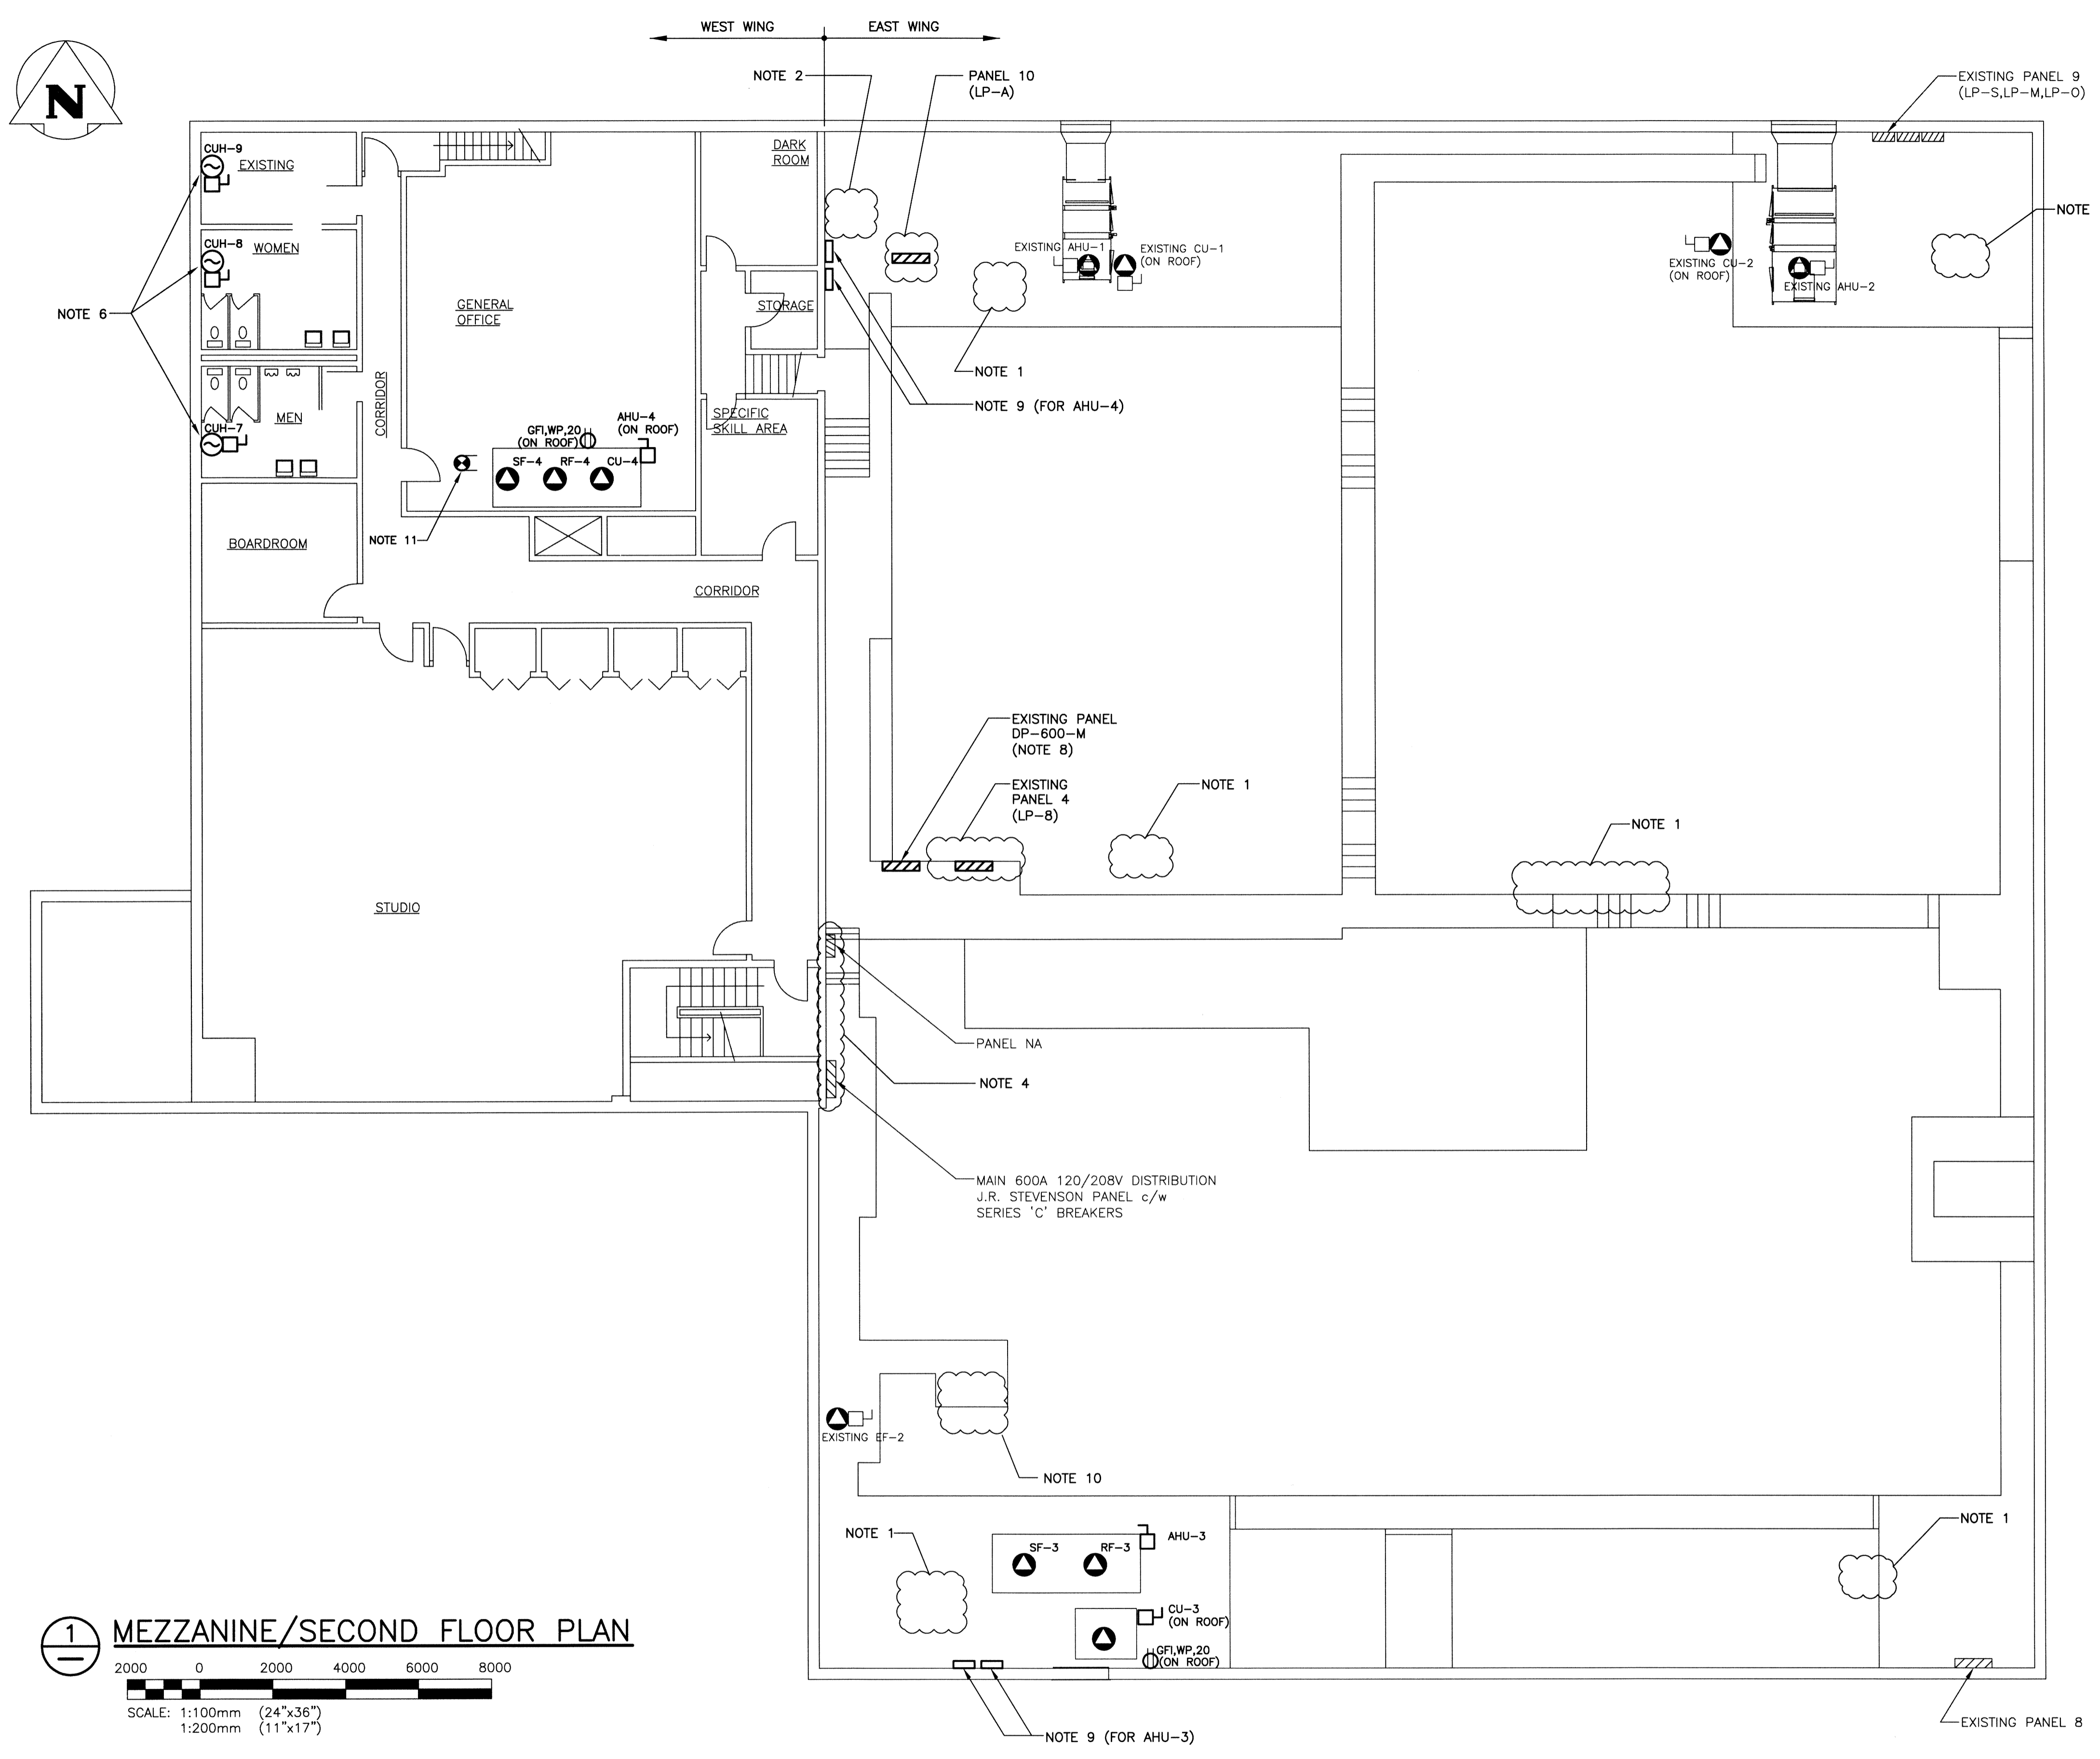 WEST WING
EAST WING
NOTE 2
PANEL 10
(LP-A)
EXISTING PANEL 9
(LP-S,LP-M,LP-O)
N
CUH-9
EXISTING
DARK
ROOM
NOTE
CUH-8
WOMEN
EXISTING AHU-1
EXISTING CU-1
(ON ROOF)
EXISTING CU-2
(ON ROOF)
EXISTING AHU-2
NOTE 6
GENERAL
OFFICE
STORAGE
NOTE 1
CORRIDOR
MEN
CUH-7
NOTE 9 (FOR AHU-4)
SPECIFIC
SKILL AREA
AHU-4
(ON ROOF)
GFI,WP,20
(ON ROOF)
SF-4
RF-4
CU-4
NOTE 11
BOARDROOM
CORRIDOR
EXISTING PANEL
DP-600-M
(NOTE 8)
EXISTING
PANEL 4
(LP-8)
NOTE 1
NOTE 1
STUDIO
PANEL NA
NOTE 4
MAIN 600A 120/208V DISTRIBUTION
J.R. STEVENSON PANEL c/w
SERIES 'C' BREAKERS
EXISTING EF-2
NOTE 10
NOTE 1
AHU-3
SF-3
RF-3
NOTE 1
CU-3
(ON ROOF)
GFI,WP,20
(ON ROOF)
1
MEZZANINE/SECOND FLOOR PLAN
2000 0 2000 4000 6000 8000
SCALE: 1:100mm (24"x36")
1:200mm (11"x17")
NOTE 9 (FOR AHU-3)
EXISTING PANEL 8